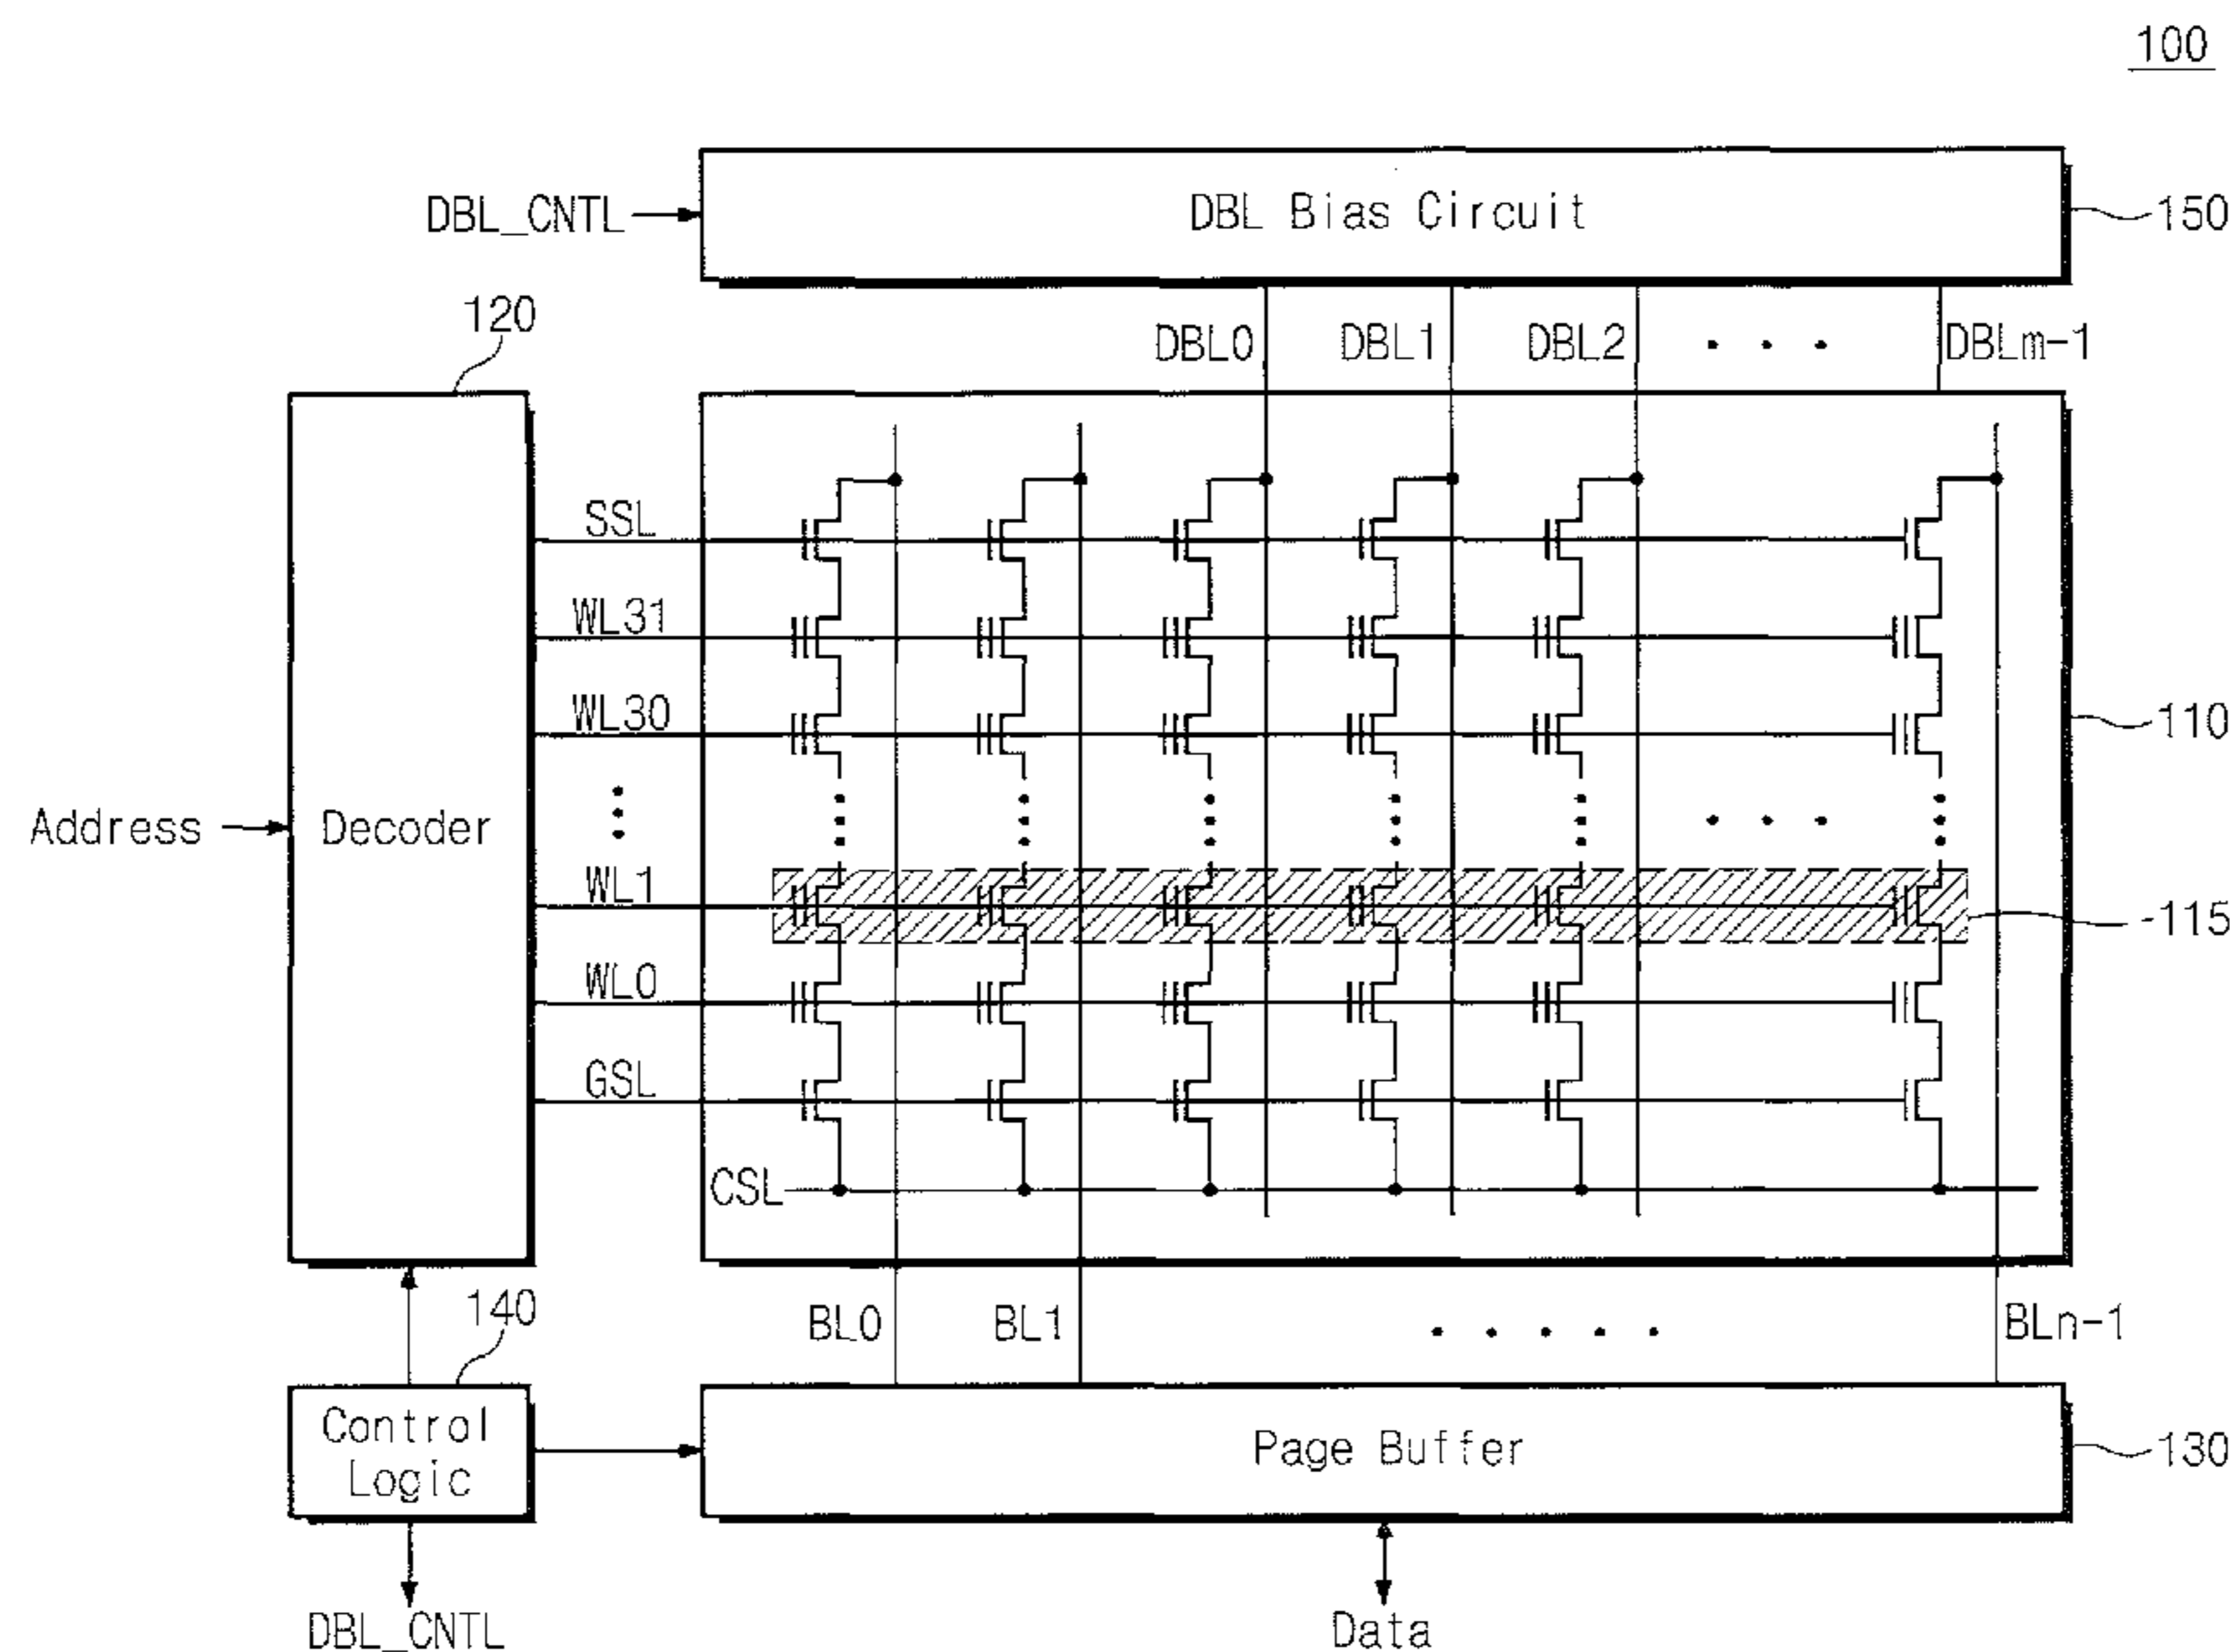 100
DBL_CNTL
DBL Bias Circuit
150
120
DBL0
DBL1
DBL2
DBLm-1
SSL
WL31
WL30
110
Address
Decoder
WL1
115
WL0
GSL
CSL
140
BL0
BL1
BLn-1
Control
Logic
Page Buffer
130
DBL_CNTL
Data